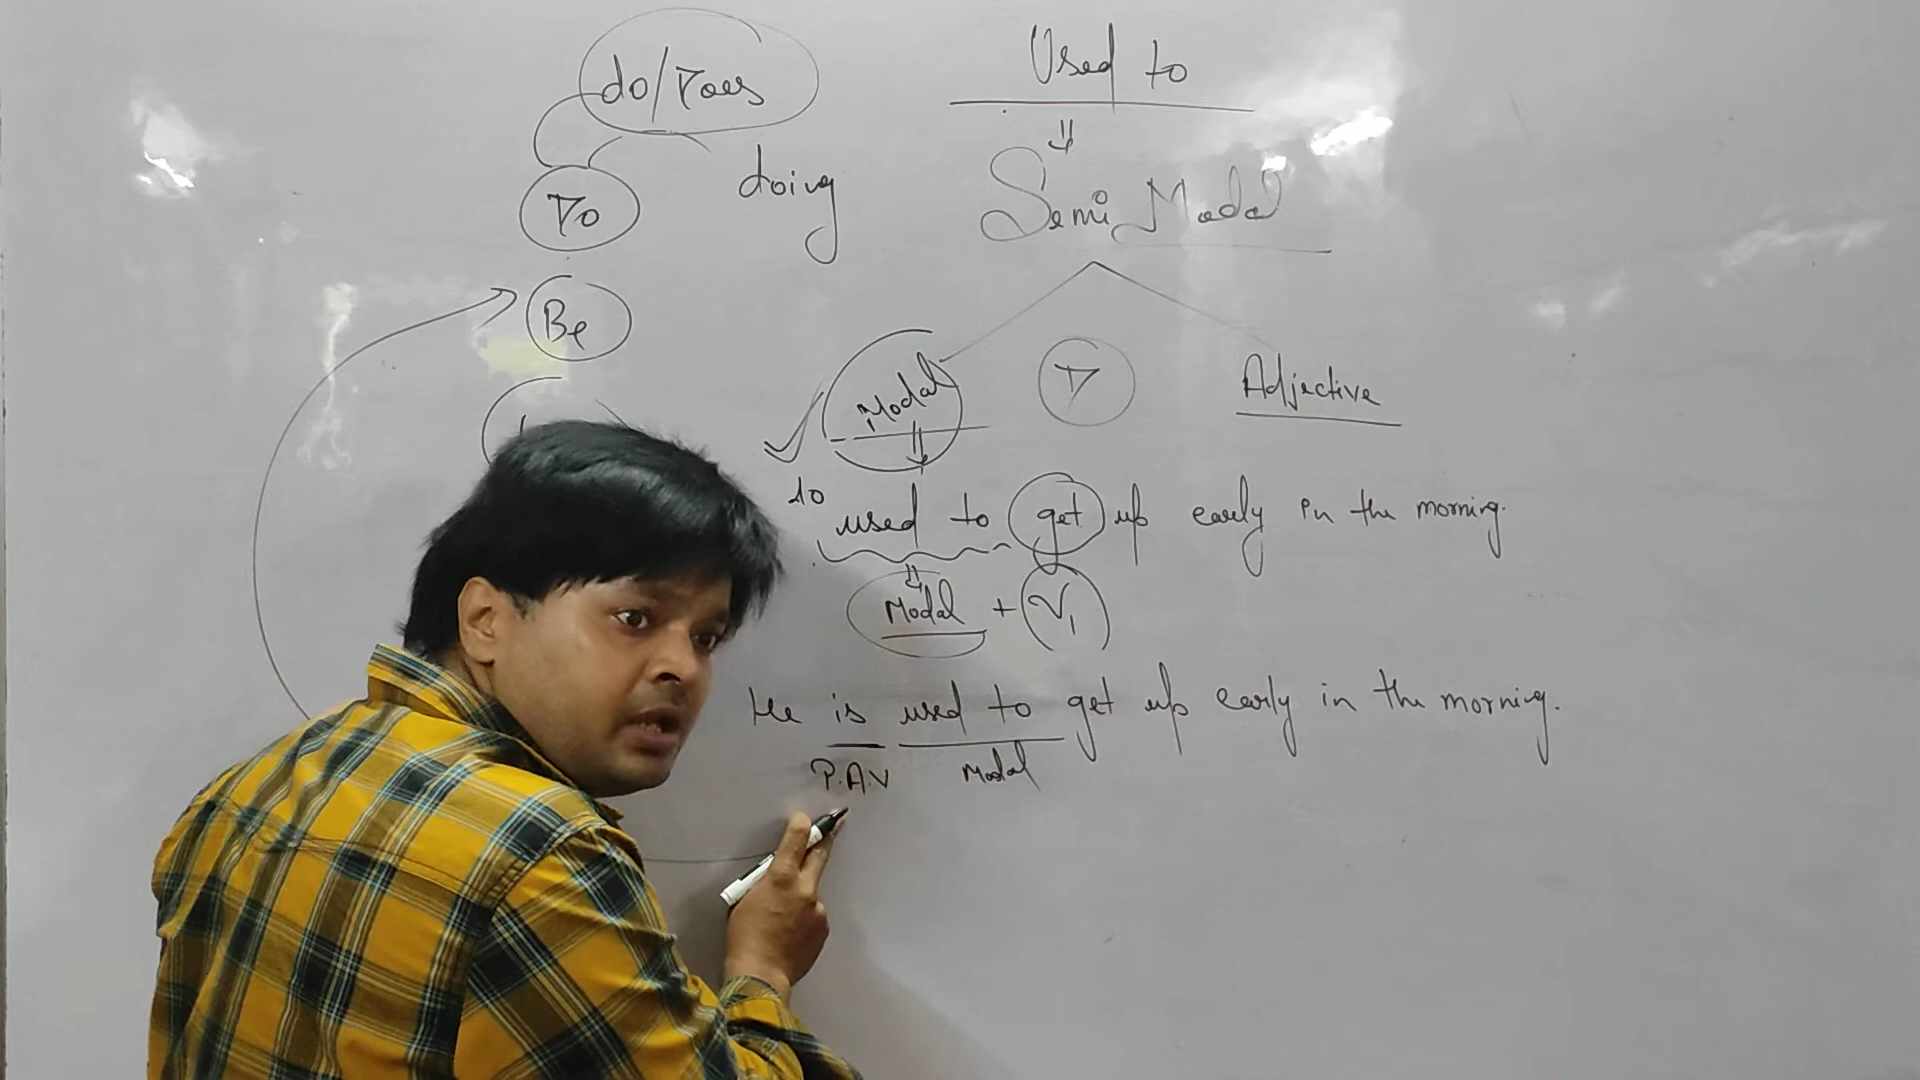 do/Does
Used to
doing
Semi Modal
Do
Be
Modal
D
Adjective
used to get up early in the morning.
Modal + V1
He is used to get up early in the morning.
P.A.V Modal